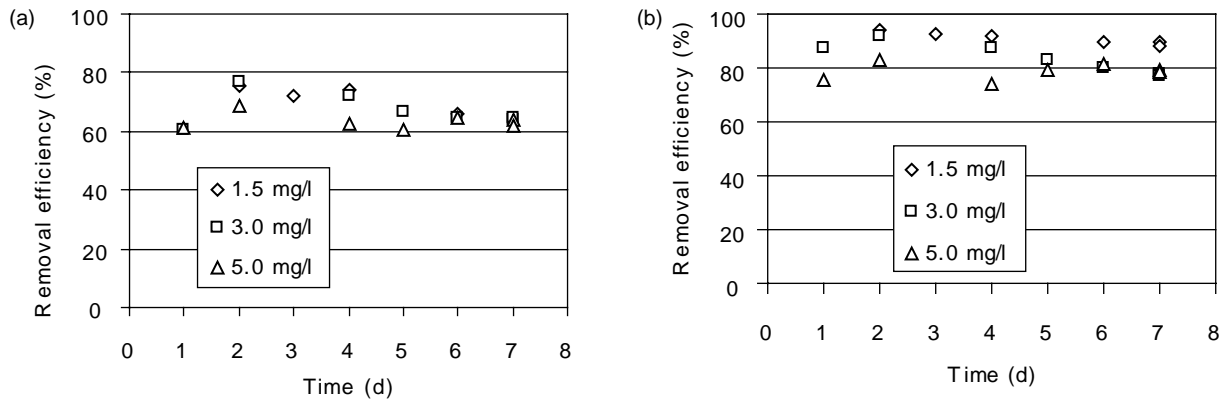 (a)
Removal efficiency (%)
100
80
60
40
20
0
0 1 2 3 4 5 6 7 8
Time (d)
1.5 mg/l
3.0 mg/l
5.0 mg/l
(b)
Removal efficiency (%)
100
80
60
40
20
0
0 1 2 3 4 5 6 7 8
Time (d)
1.5 mg/l
3.0 mg/l
5.0 mg/l